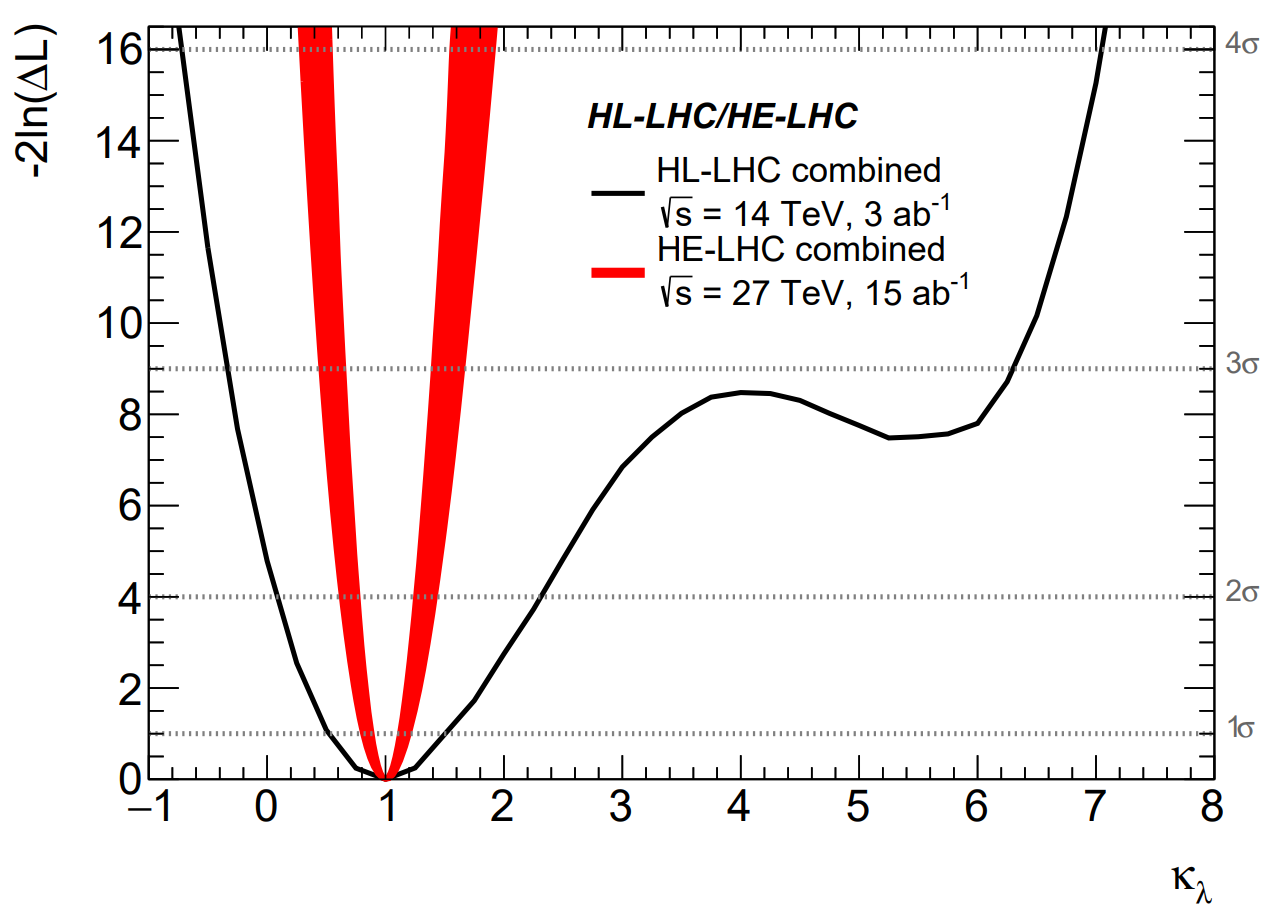 -2ln(ΔL)
16
14
12
10
8
6
4
2
0
4σ
3σ
2σ
1σ
HL-LHC/HE-LHC
HL-LHC combined
√s = 14 TeV, 3 ab⁻¹
HE-LHC combined
√s = 27 TeV, 15 ab⁻¹
−1 0 1 2 3 4 5 6 7 8
κλ